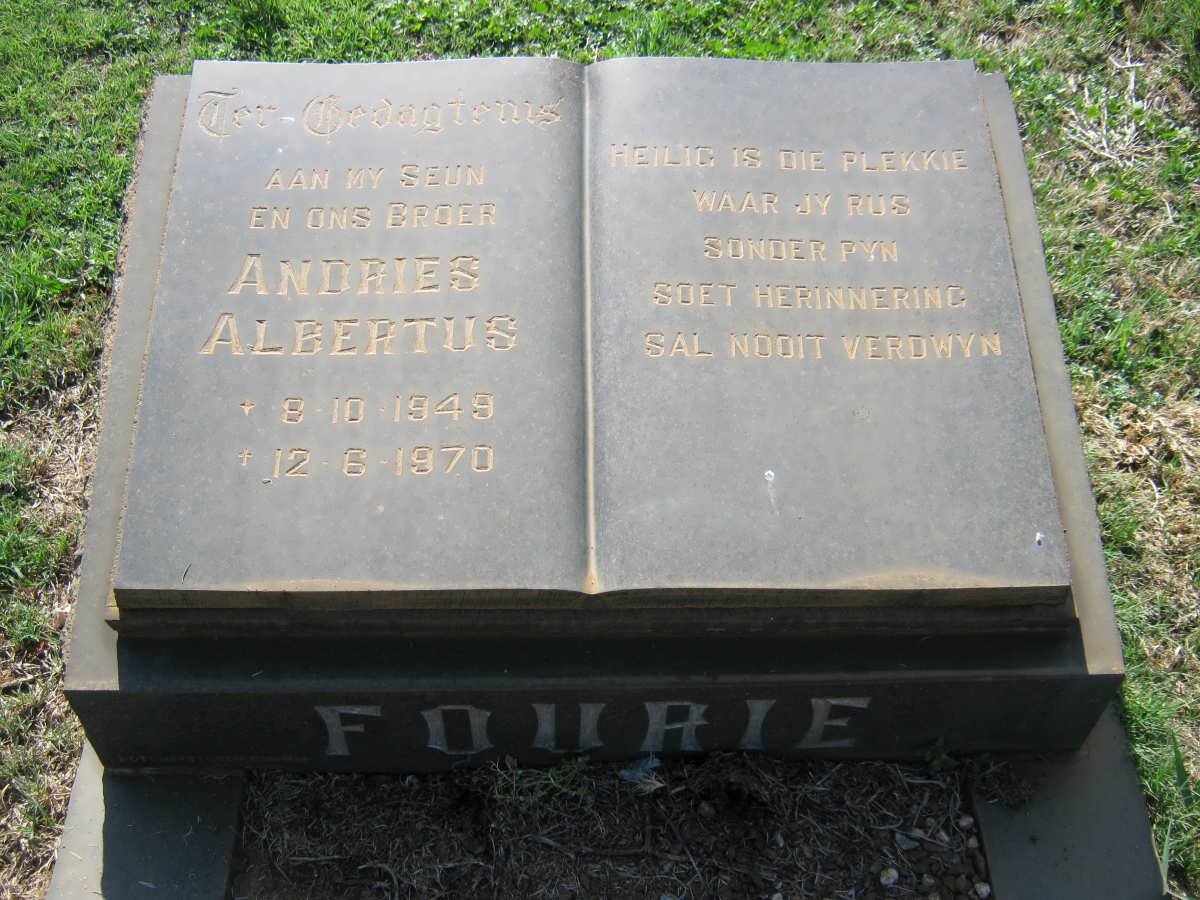 Ter Gedagtenis
AAN MY SEUN
EN ONS BROER
ANDRIES
ALBERTUS
* 8-10-1949
† 12-6-1970
HEILIG IS DIE PLEKKIE
WAAR JY RUS
SONDER PYN
SOET HERINNERING
SAL NOOIT VERDWYN
FOURIE